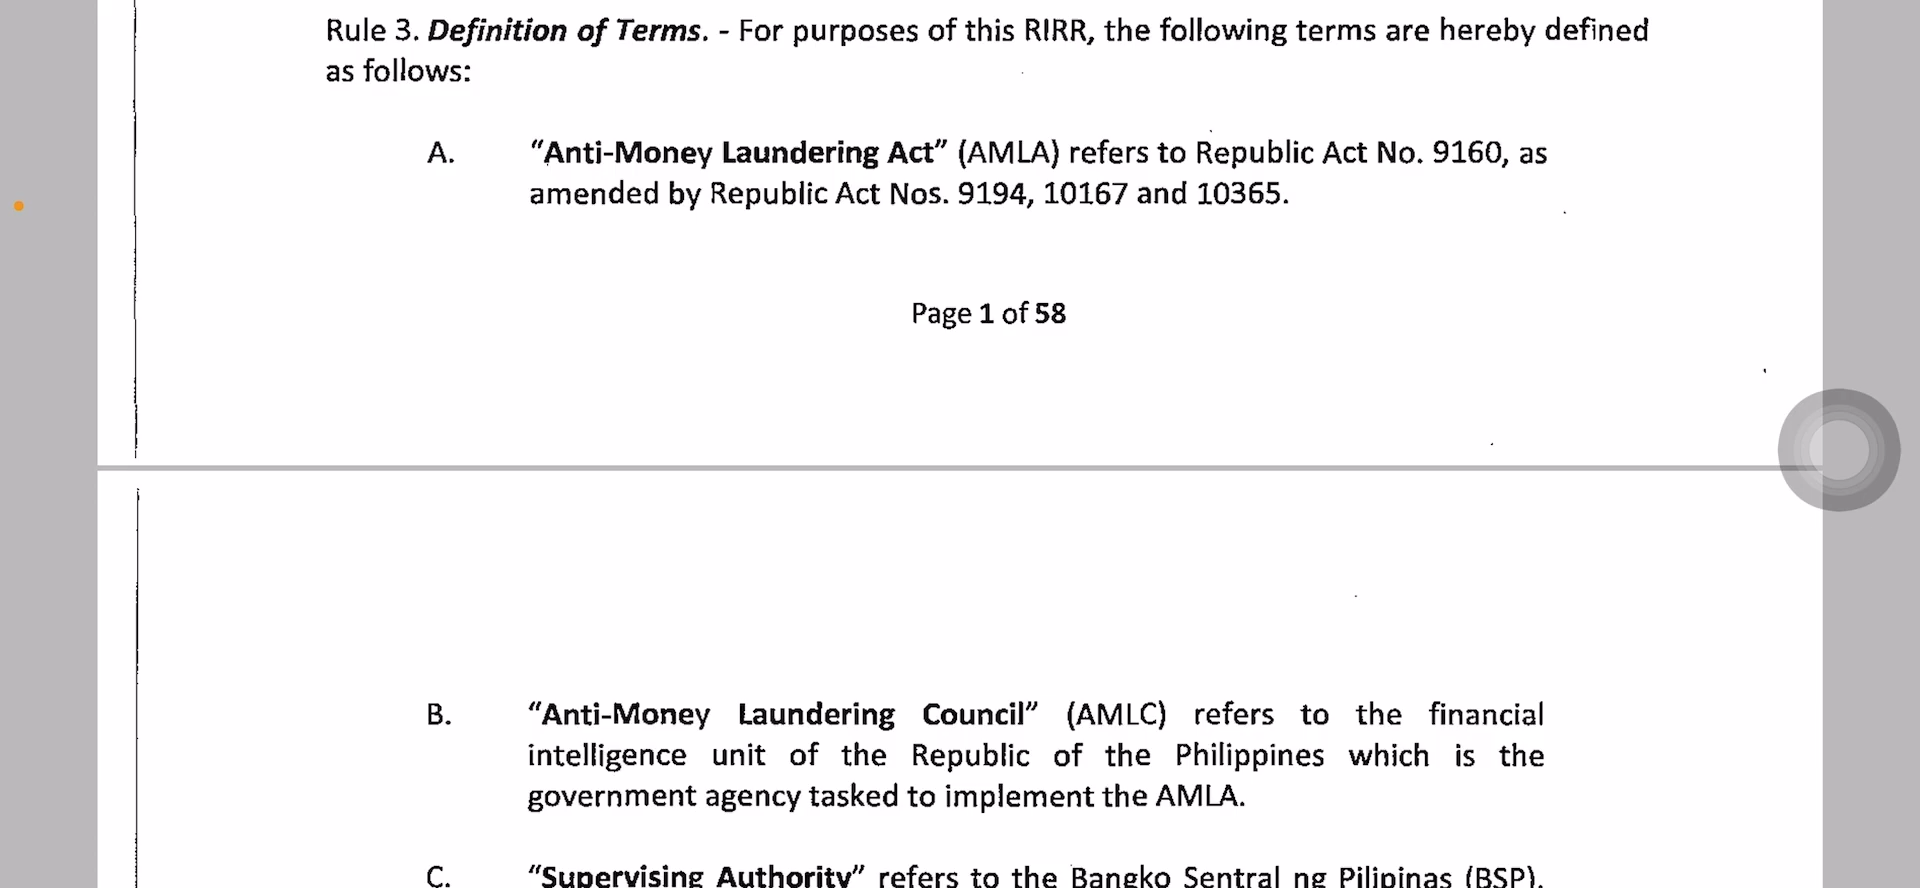 Rule 3. Definition of Terms. - For purposes of this RIRR, the following terms are hereby defined
as follows:
A. “Anti-Money Laundering Act” (AMLA) refers to Republic Act No. 9160, as
amended by Republic Act Nos. 9194, 10167 and 10365.
Page 1 of 58
B. “Anti-Money Laundering Council” (AMLC) refers to the financial
intelligence unit of the Republic of the Philippines which is the
government agency tasked to implement the AMLA.
C. “Supervising Authority” refers to the Bangko Sentral ng Pilipinas (BSP),